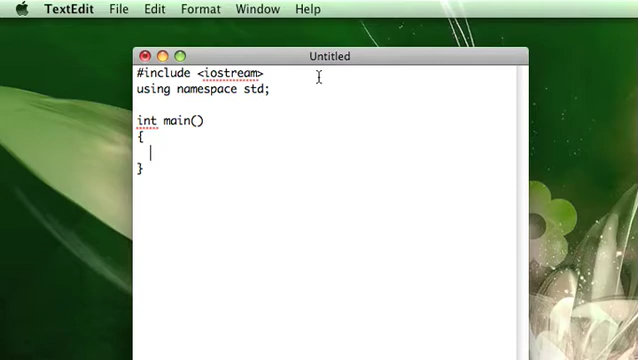 TextEdit File Edit Format Window Help
Untitled
#include <iostream>
using namespace std;
int main()
{
}